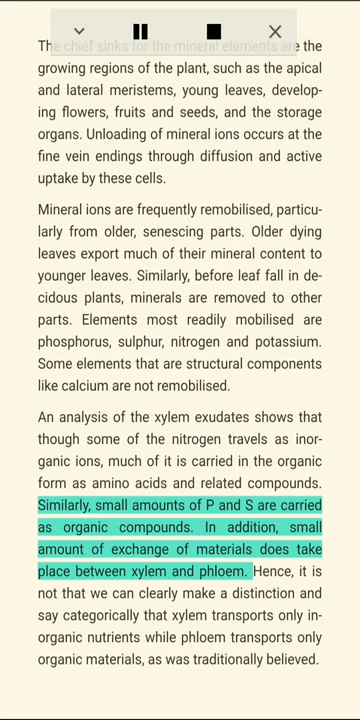 The chief sinks for the mineral elements are the
growing regions of the plant, such as the apical
and lateral meristems, young leaves, develop-
ing flowers, fruits and seeds, and the storage
organs. Unloading of mineral ions occurs at the
fine vein endings through diffusion and active
uptake by these cells.
Mineral ions are frequently remobilised, particu-
larly from older, senescing parts. Older dying
leaves export much of their mineral content to
younger leaves. Similarly, before leaf fall in de-
cidous plants, minerals are removed to other
parts. Elements most readily mobilised are
phosphorus, sulphur, nitrogen and potassium.
Some elements that are structural components
like calcium are not remobilised.
An analysis of the xylem exudates shows that
though some of the nitrogen travels as inor-
ganic ions, much of it is carried in the organic
form as amino acids and related compounds.
Similarly, small amounts of P and S are carried
as organic compounds. In addition, small
amount of exchange of materials does take
place between xylem and phloem. Hence, it is
not that we can clearly make a distinction and
say categorically that xylem transports only in-
organic nutrients while phloem transports only
organic materials, as was traditionally believed.